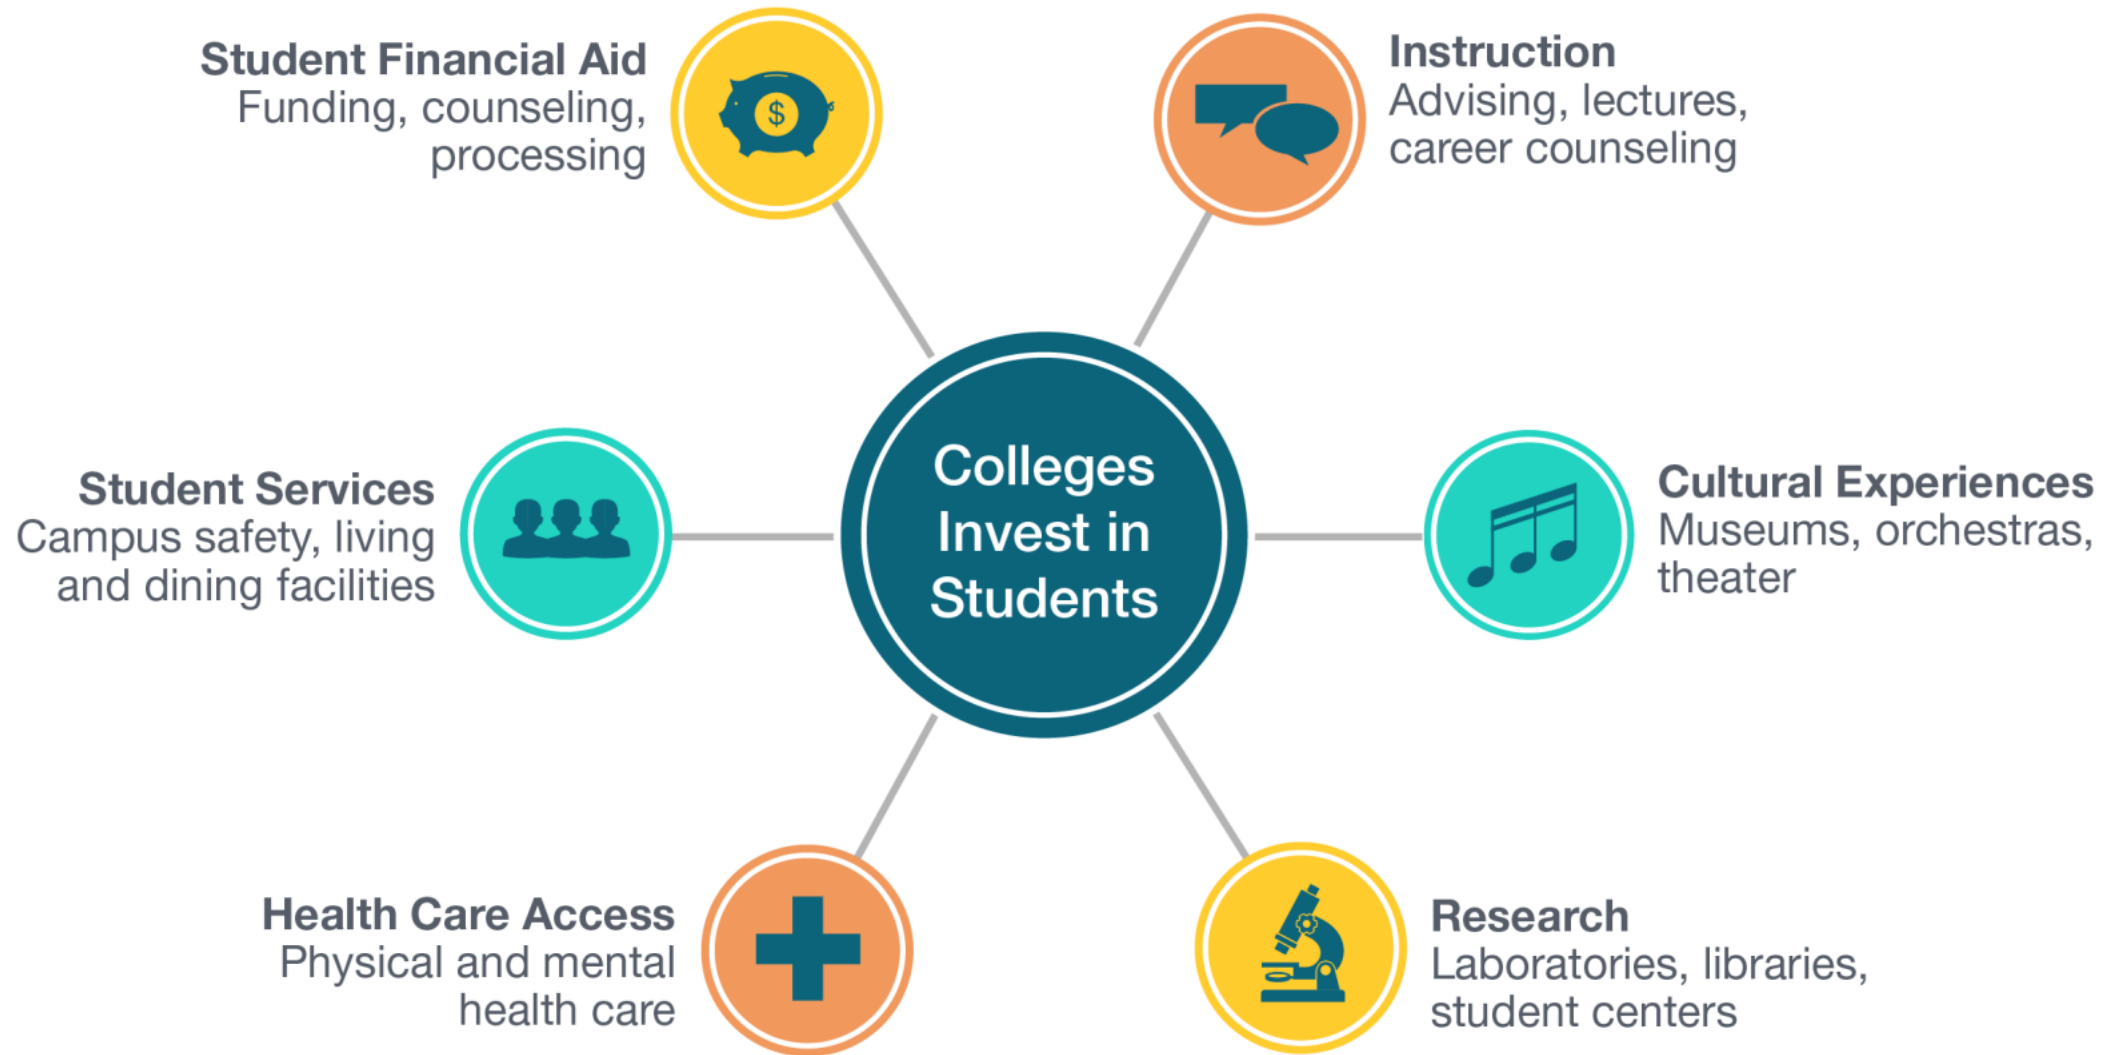 Student Financial Aid
Funding, counseling,
processing
$
Instruction
Advising, lectures,
career counseling
Student Services
Campus safety, living
and dining facilities
Colleges
Invest in
Students
Cultural Experiences
Museums, orchestras,
theater
Health Care Access
Physical and mental
health care
Research
Laboratories, libraries,
student centers